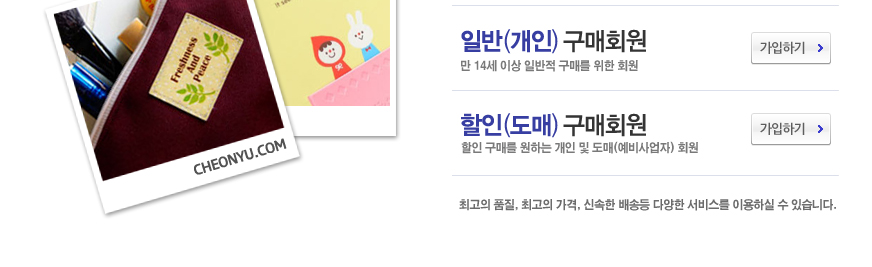 Freshness
And
Peace
CHEONYU.COM
일반(개인) 구매회원
만 14세 이상 일반적 구매를 위한 회원
가입하기
할인(도매) 구매회원
할인 구매를 원하는 개인 및 도매(예비사업자) 회원
가입하기
최고의 품질, 최고의 가격, 신속한 배송등 다양한 서비스를 이용하실 수 있습니다.